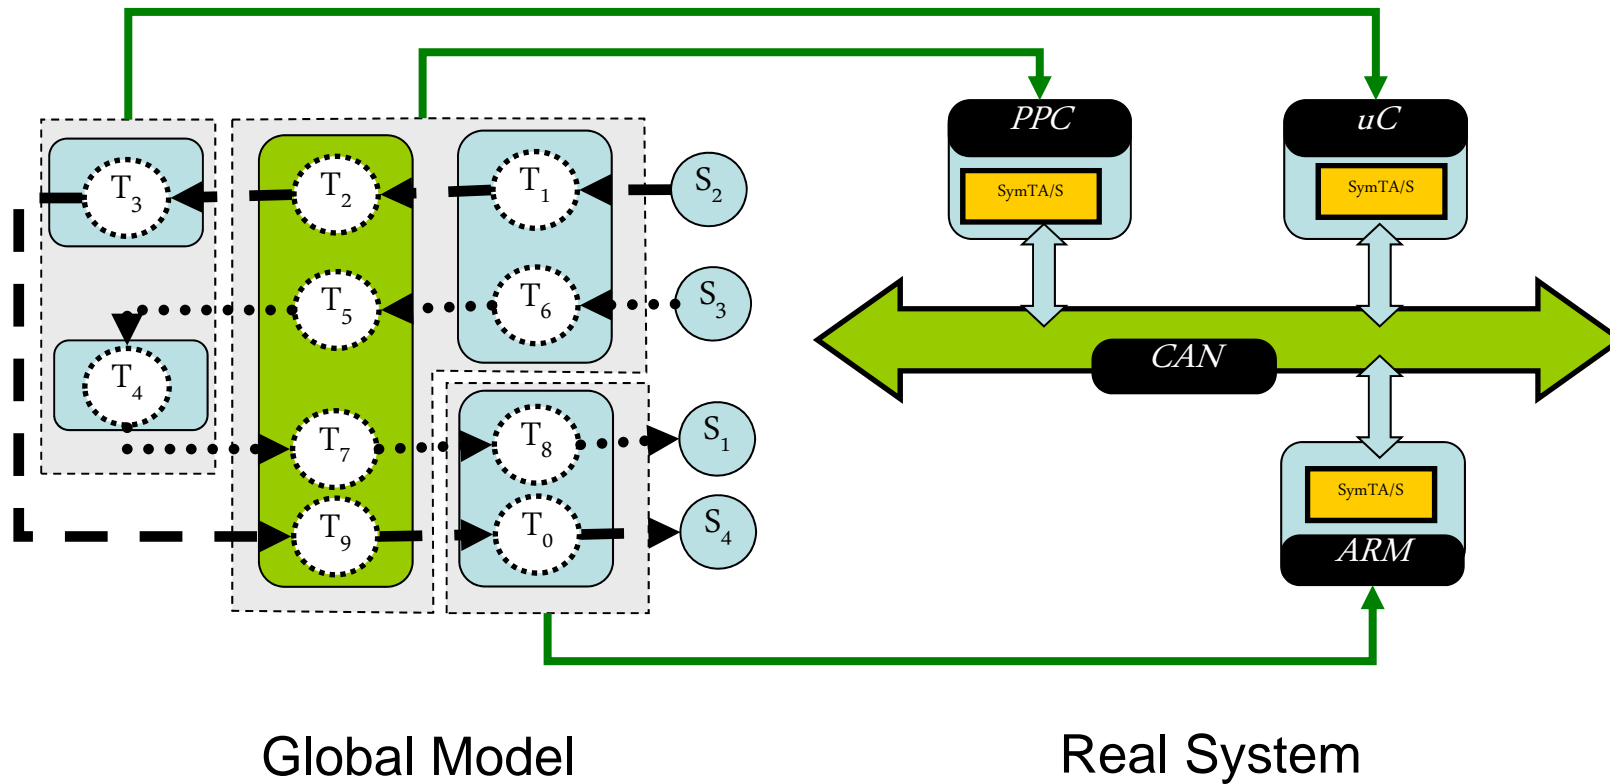 PPC
uC
SymTA/S
SymTA/S
T3
T2
T1
S2
T5
T6
S3
T4
CAN
T7
T8
S1
SymTA/S
T9
T0
S4
ARM
Global Model
Real System